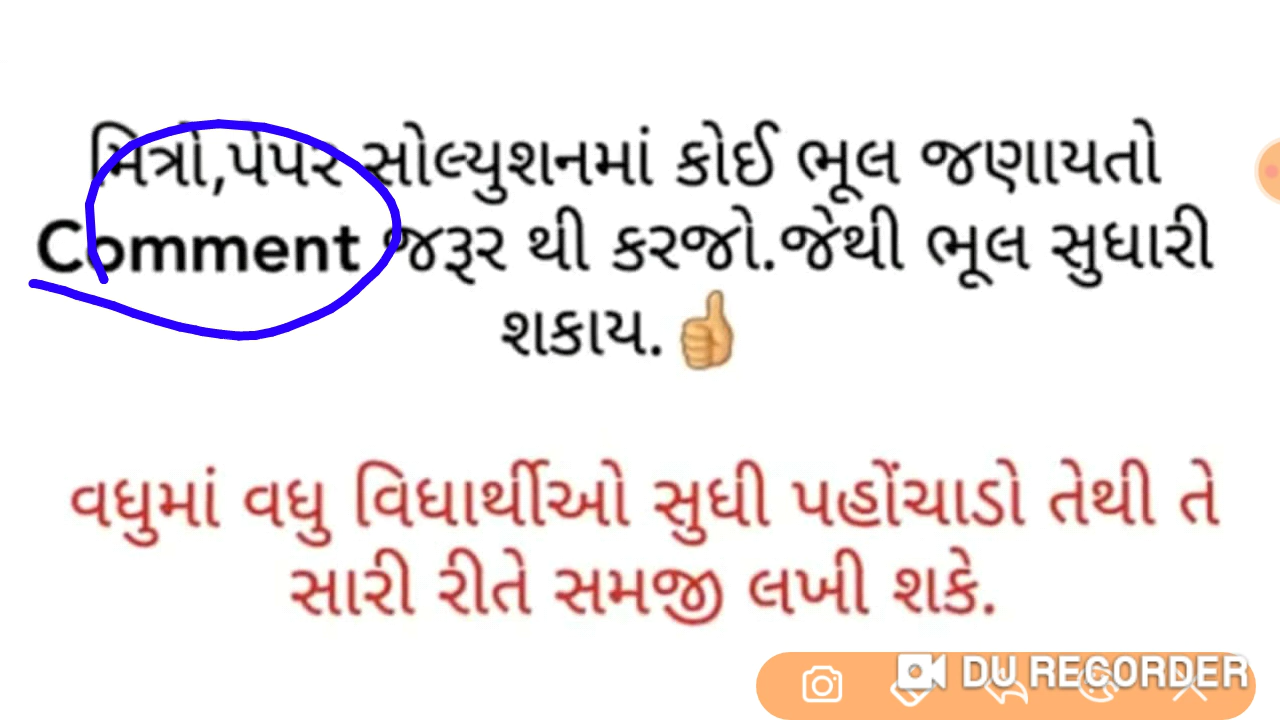 મિત્રો,પેપર સોલ્યુશનમાં કોઈ ભૂલ જણાયતો
Comment જરૂર થી કરજો.જેથી ભૂલ સુધારી
શકાય.👍
વધુમાં વધુ વિધાર્થીઓ સુધી પહોંચાડો તેથી તે
સારી રીતે સમજી લખી શકે.
DU RECORDER